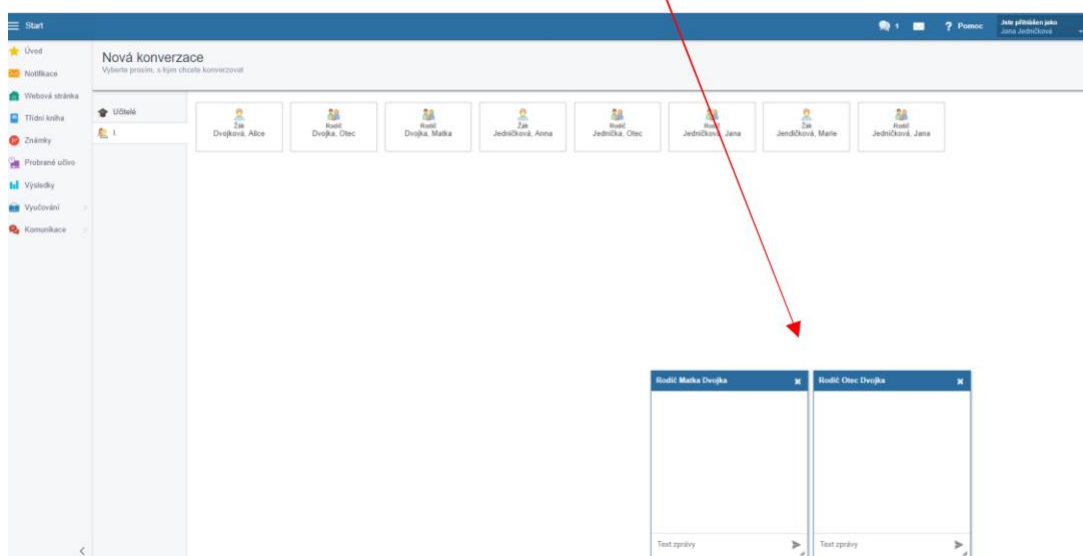 Start
1
? Pomoc
Jste přihlášen jako
Jana Jedničková
Úvod
Notifikace
Webová stránka
Třídní kniha
Známky
Probrané učivo
Výsledky
Vyučování
Komunikace
Nová konverzace
Vyberte prosím, s kým chcete konverzovat
Učitelé
I.
Žák
Dvojková, Alice
Rodič
Dvojka, Otec
Rodič
Dvojka, Matka
Žák
Jedničková, Anna
Rodič
Jednička, Otec
Rodič
Jedničková, Jana
Žák
Jendičková, Marie
Rodič
Jedničková, Jana
Rodič Matka Dvojka
Text zprávy
Rodič Otec Dvojka
Text zprávy